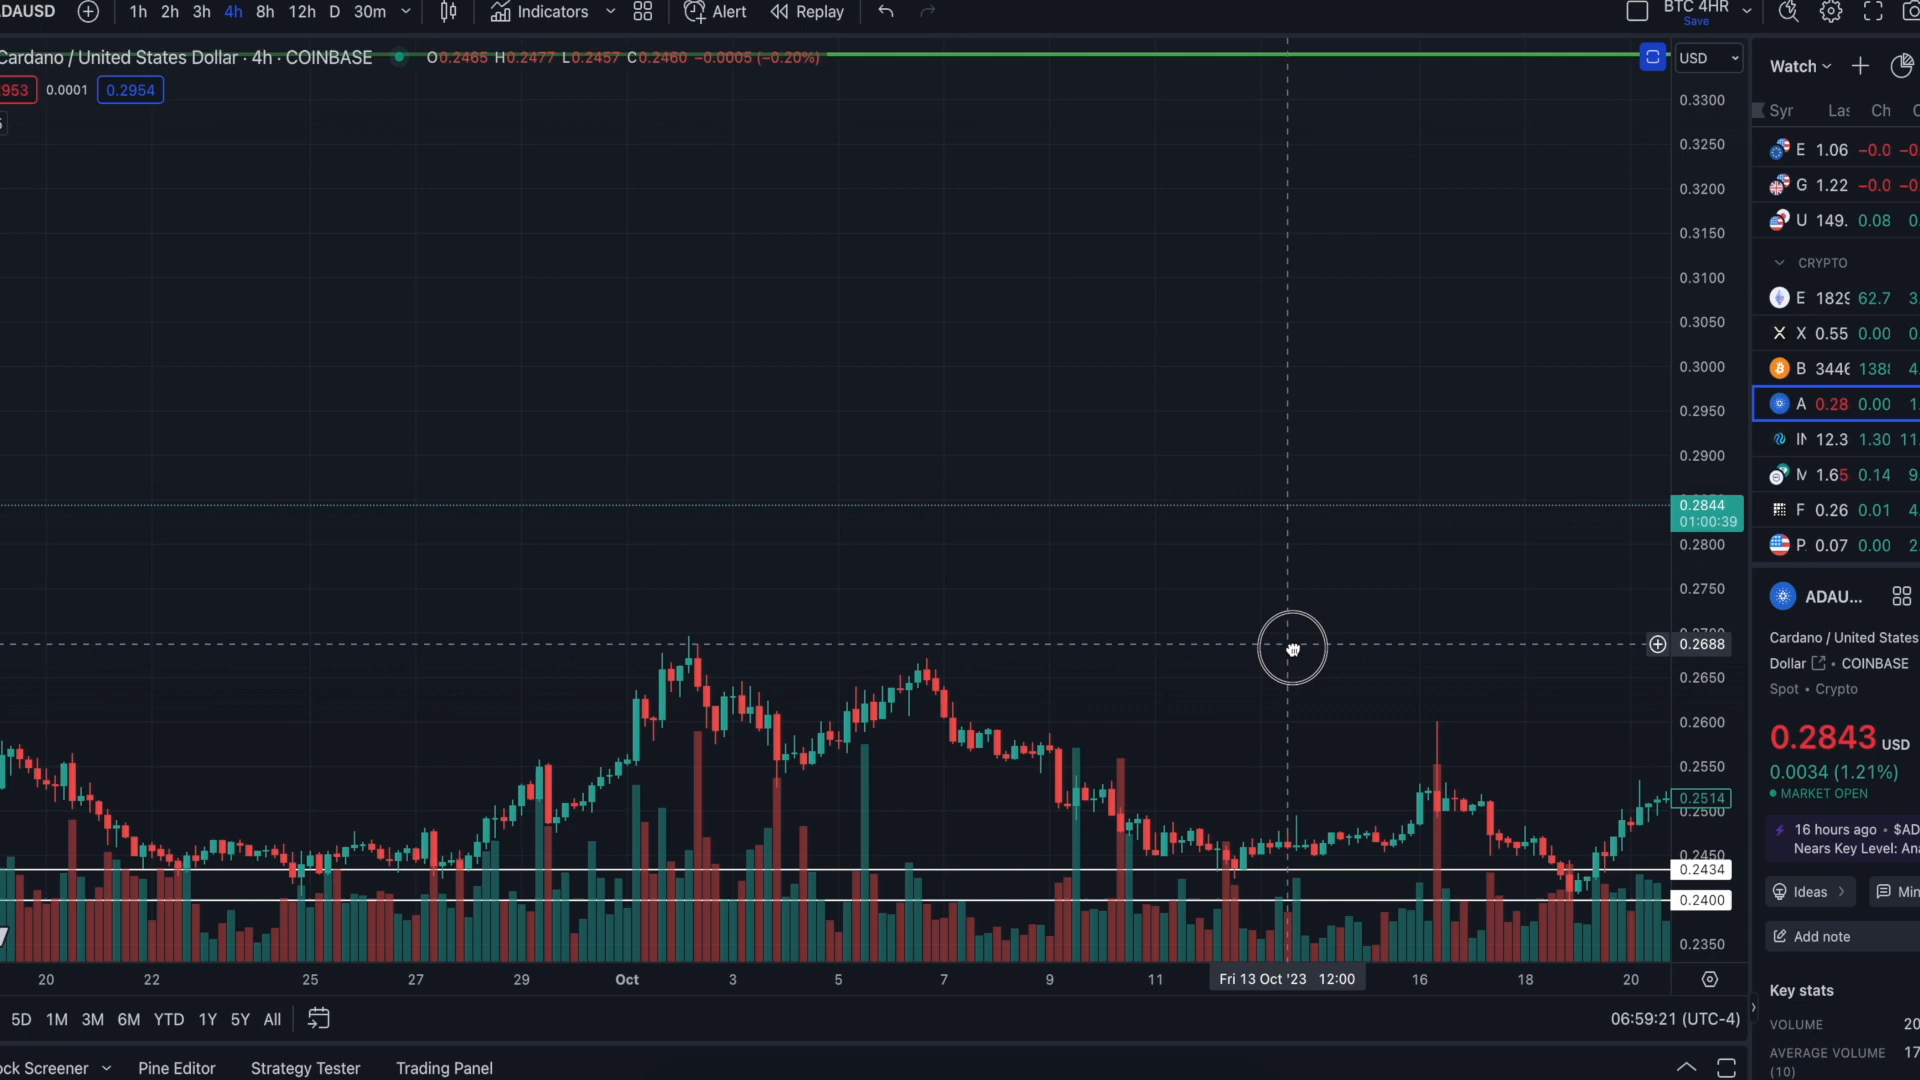 ADAUSD 1h 2h 3h 4h 8h 12h D 30m Indicators Alert Replay BTC 4HR Save
Cardano / United States Dollar · 4h · COINBASE O0.2465 H0.2477 L0.2457 C0.2460 −0.0005 (−0.20%) USD
953 0.0001 0.2954
0.3300
0.3250
0.3200
0.3150
0.3100
0.3050
0.3000
0.2950
0.2900
0.2844
01:00:39
0.2800
0.2750
0.2688
0.2650
0.2600
0.2550
0.2514
0.2500
0.2450
0.2434
0.2400
0.2350
20 22 25 27 29 Oct 3 5 7 9 11 Fri 13 Oct '23 12:00 16 18 20
5D 1M 3M 6M YTD 1Y 5Y All 06:59:21 (UTC-4)
ock Screener Pine Editor Strategy Tester Trading Panel
Watch
Syr Las Ch
E 1.06 −0.0 −0.
G 1.22 −0.0 −0.
U 149. 0.08 0.
CRYPTO
E 1829 62.7 3.
X 0.55 0.00 0.
B 3446 1388 4.
A 0.28 0.00 1.
IN 12.3 1.30 11.
M 1.65 0.14 9.
F 0.26 0.01 4.
P 0.07 0.00 2.
ADAU...
Cardano / United States
Dollar • COINBASE
Spot • Crypto
0.2843 USD
0.0034 (1.21%)
MARKET OPEN
16 hours ago • $AD
Nears Key Level: Ana
Ideas Min
Add note
Key stats
VOLUME 20
AVERAGE VOLUME 17
(10)